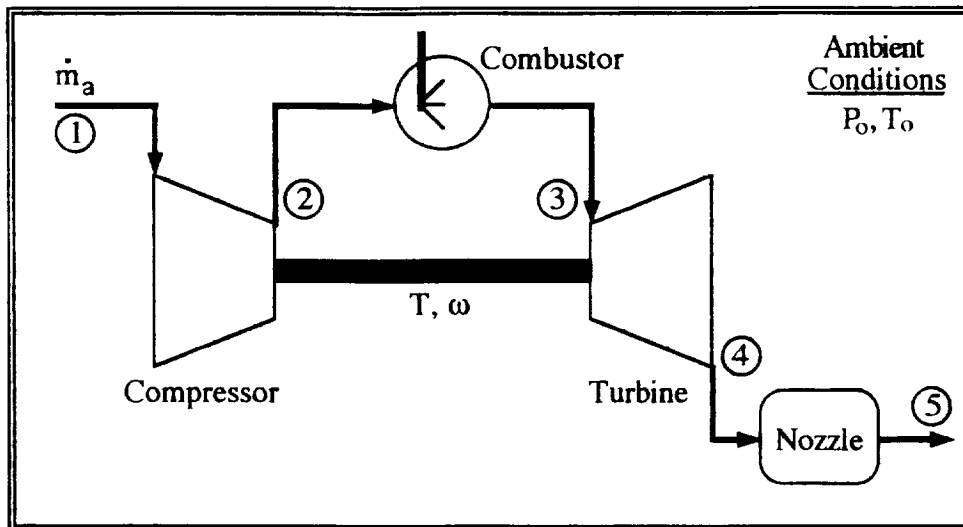 ṁa
1
Combustor
Ambient
Conditions
Po, To
2
3
T, ω
Compressor
Turbine
4
Nozzle
5